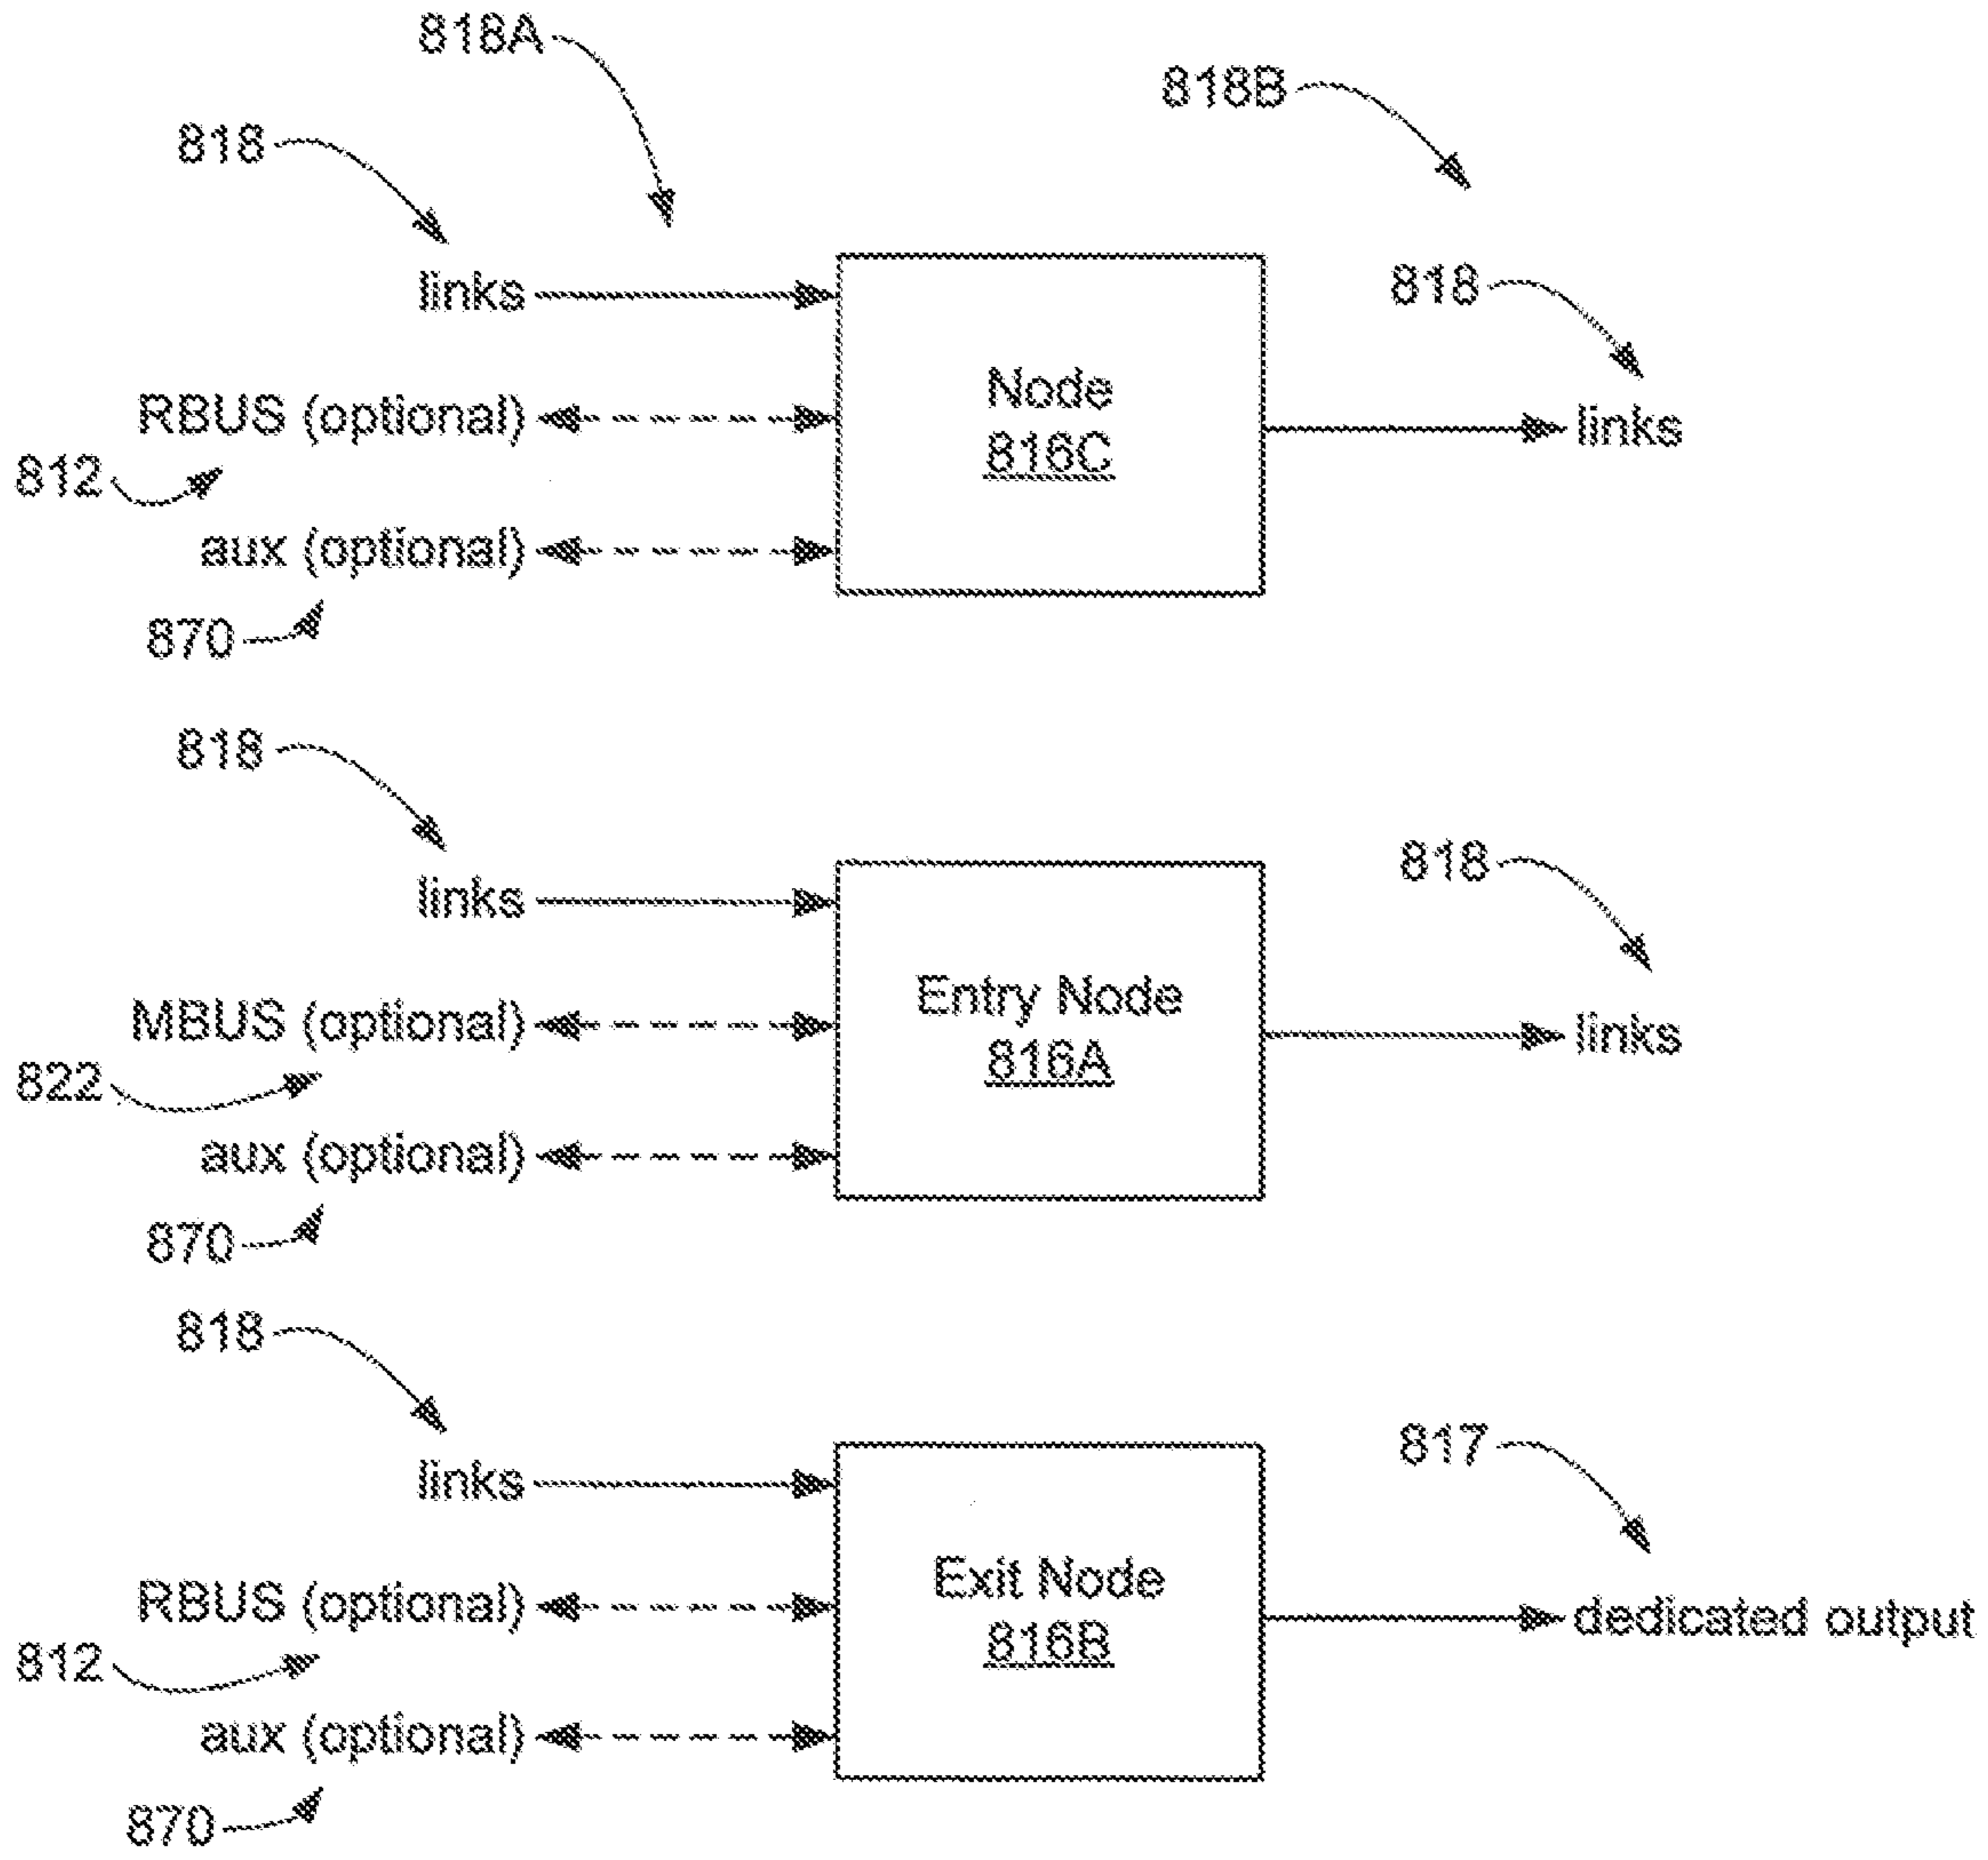 818A
818B
818
818
links
Node
816C
RBUS (optional)
links
812
aux (optional)
870
818
818
links
Entry Node
816A
MBUS (optional)
links
822
aux (optional)
870
818
817
links
Exit Node
816B
RBUS (optional)
dedicated output
812
aux (optional)
870